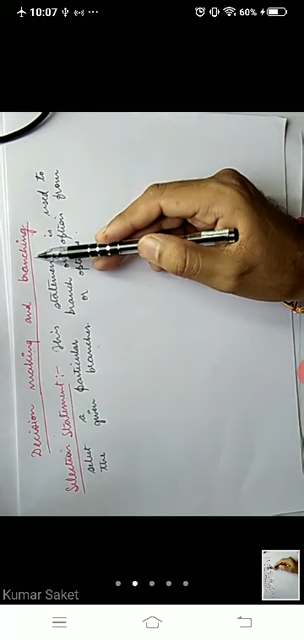 10:07
60%
Decision making and branching
Selection Statement:- This statement is used to
select a particular branch or option from
the given branches or
Kumar Saket